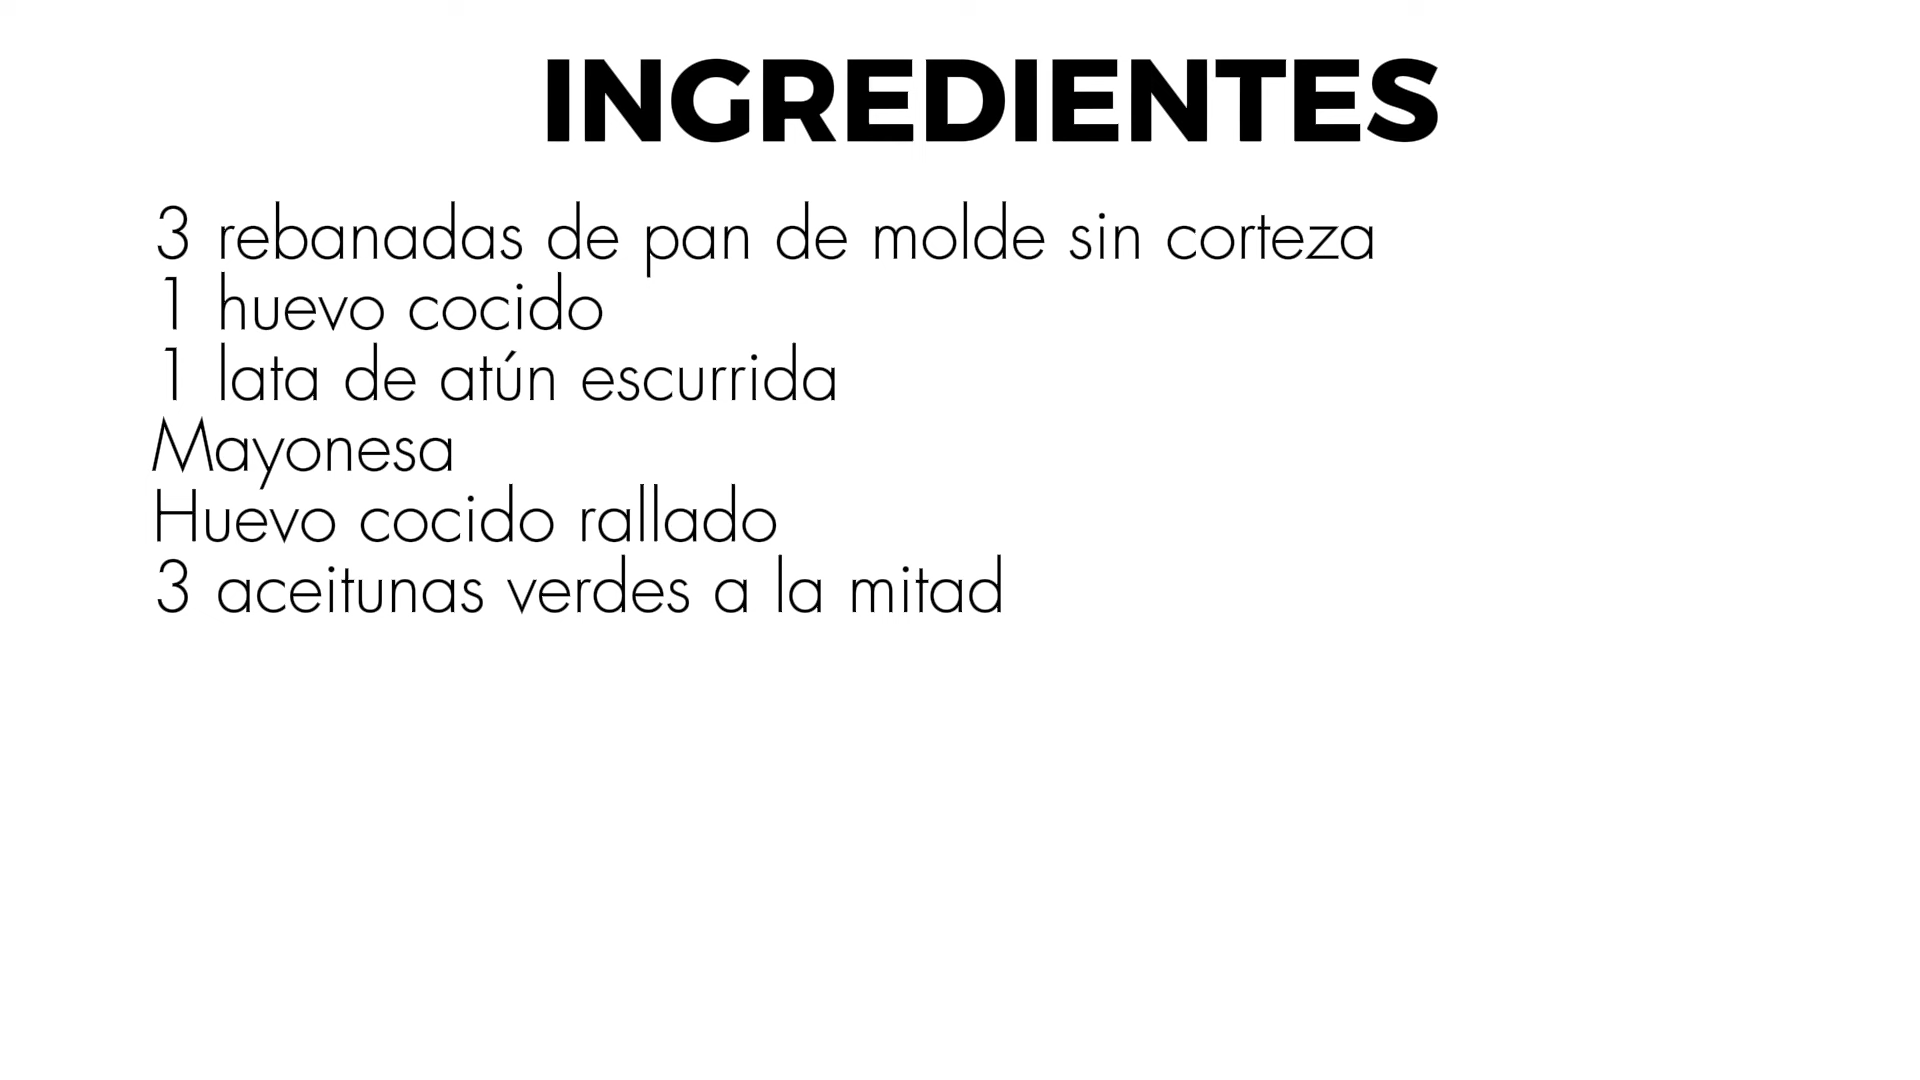 INGREDIENTES
3 rebanadas de pan de molde sin corteza
1 huevo cocido
1 lata de atún escurrida
Mayonesa
Huevo cocido rallado
3 aceitunas verdes a la mitad